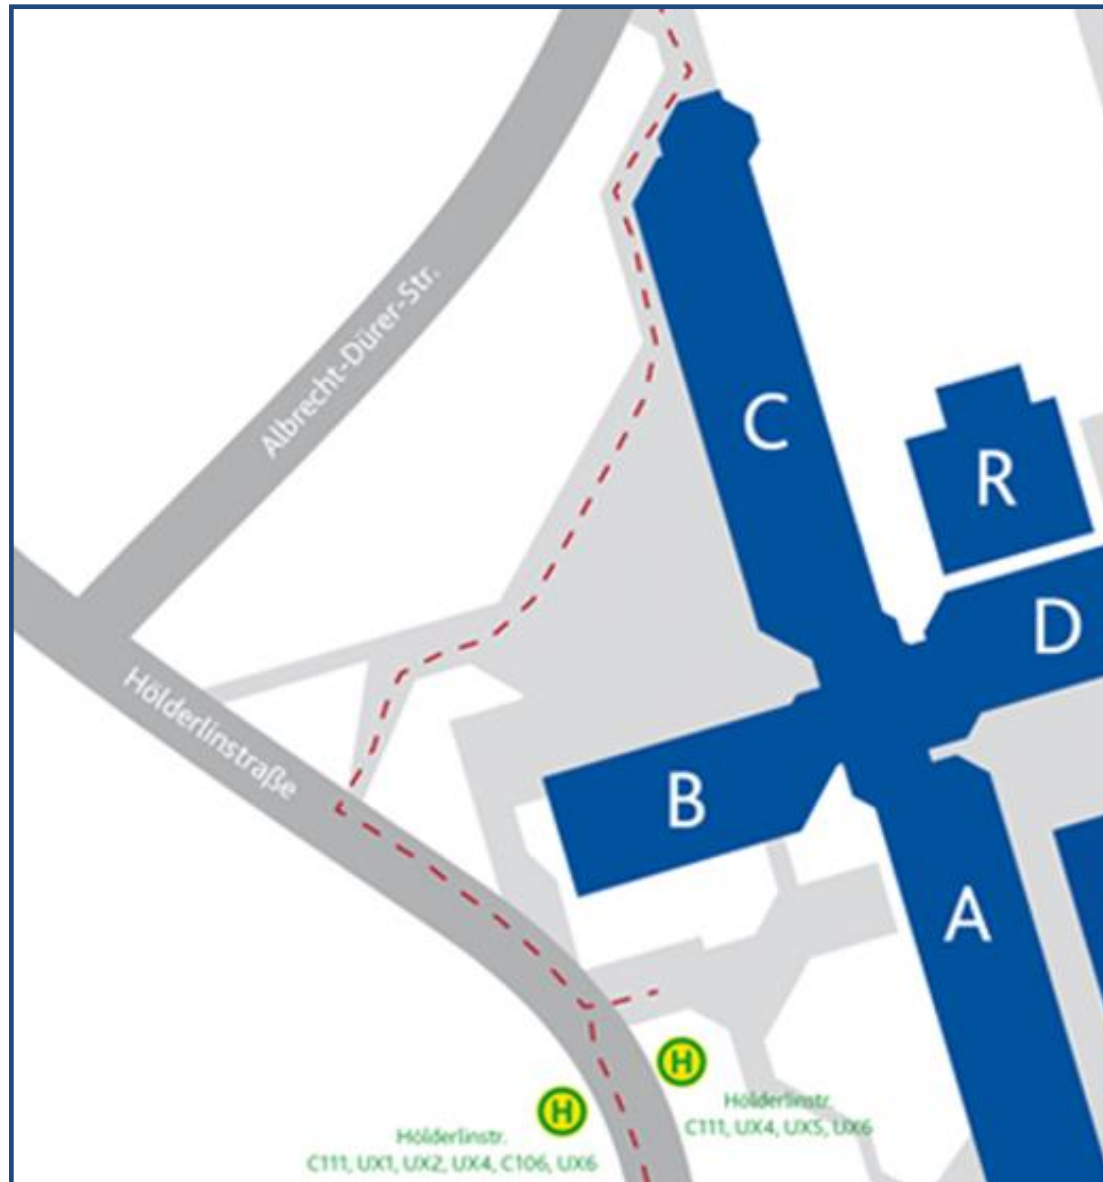 Albrecht-Dürer-Str.
C
R
D
Hölderlinstraße
B
A
H
Hölderlinstr.
C111, UX4, UX5, UX6
H
Hölderlinstr.
C111, UX1, UX2, UX4, C106, UX6